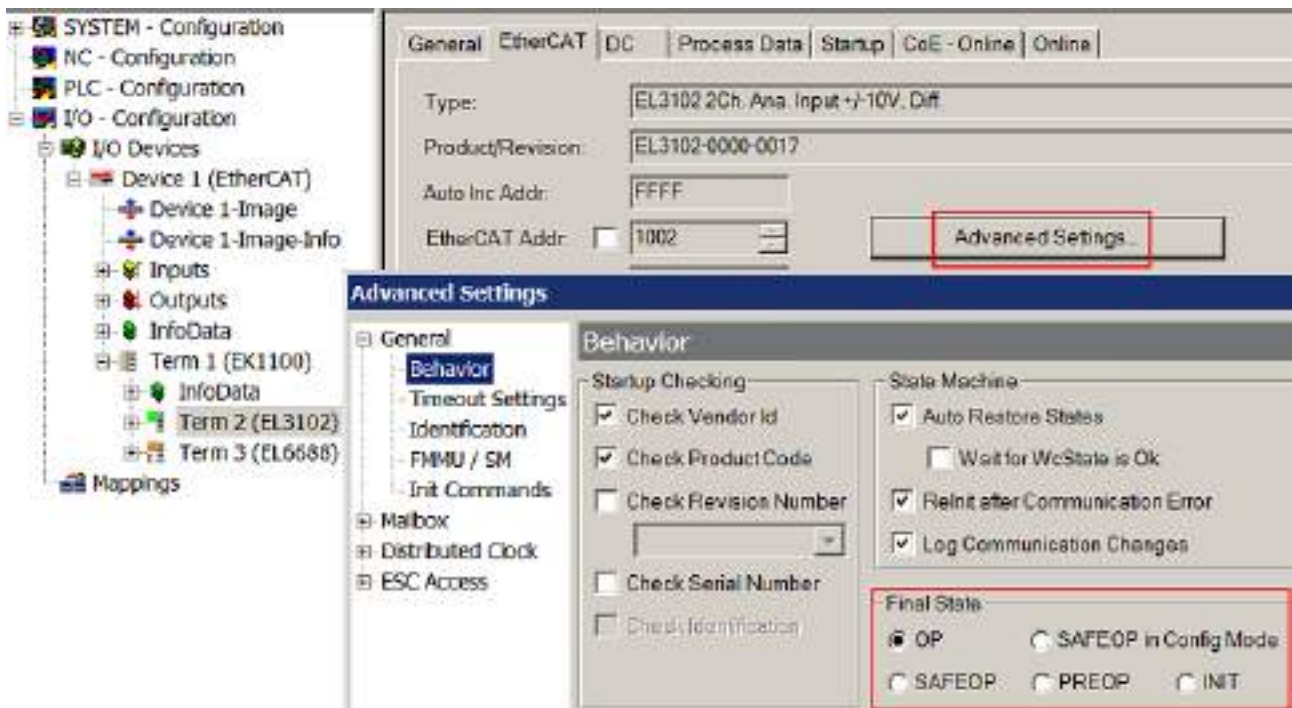 SYSTEM - Configuration
NC - Configuration
PLC - Configuration
I/O - Configuration
I/O Devices
Device 1 (EtherCAT)
Device 1-Image
Device 1-Image-Info
Inputs
Outputs
InfoData
Term 1 (EK1100)
InfoData
Term 2 (EL3102)
Term 3 (EL6688)
Mappings
General EtherCAT DC Process Data Startup CoE - Online Online
Type: EL3102 2Ch. Ana. Input +/-10V, Diff.
Product/Revision: EL3102-0000-0017
Auto Inc Addr: FFFF
EtherCAT Addr: 1002 Advanced Settings...
Advanced Settings
General
Behavior
Timeout Settings
Identification
FMMU / SM
Init Commands
Mailbox
Distributed Clock
ESC Access
Behavior
Startup Checking
Check Vendor Id
Check Product Code
Check Revision Number
Check Serial Number
Check Identification
State Machine
Auto Restore States
Wait for WcState is Ok
ReInit after Communication Error
Log Communication Changes
Final State
OP SAFEOP in Config Mode
SAFEOP PREOP INIT